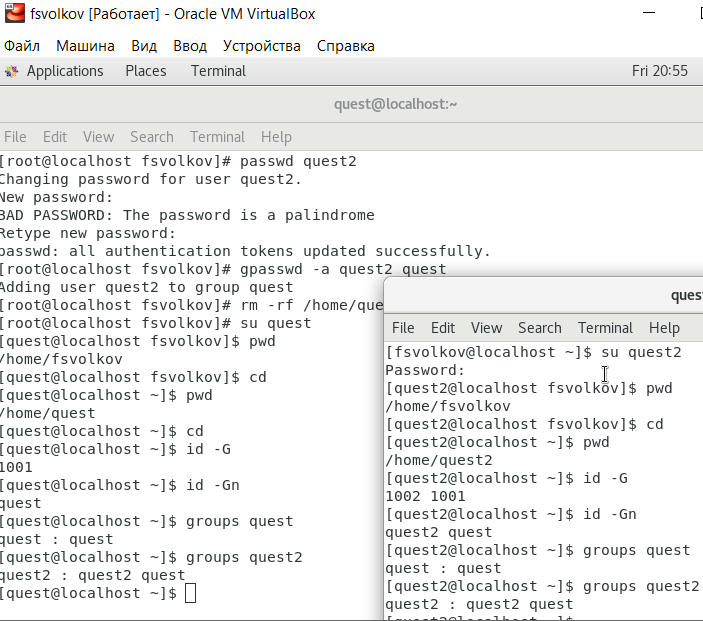 fsvolkov [Работает] - Oracle VM VirtualBox
Файл Машина Вид Ввод Устройства Справка
Applications Places Terminal Fri 20:55
quest@localhost:~
File Edit View Search Terminal Help
[root@localhost fsvolkov]# passwd quest2
Changing password for user quest2.
New password:
BAD PASSWORD: The password is a palindrome
Retype new password:
passwd: all authentication tokens updated successfully.
[root@localhost fsvolkov]# gpasswd -a quest2 quest
Adding user quest2 to group quest
[root@localhost fsvolkov]# rm -rf /home/que
[root@localhost fsvolkov]# su quest
[quest@localhost fsvolkov]$ pwd
/home/fsvolkov
[quest@localhost fsvolkov]$ cd
[quest@localhost ~]$ pwd
/home/quest
[quest@localhost ~]$ cd
[quest@localhost ~]$ id -G
1001
[quest@localhost ~]$ id -Gn
quest
[quest@localhost ~]$ groups quest
quest : quest
[quest@localhost ~]$ groups quest2
quest2 : quest2 quest
[quest@localhost ~]$
ques
File Edit View Search Terminal Help
[fsvolkov@localhost ~]$ su quest2
Password:
[quest2@localhost fsvolkov]$ pwd
/home/fsvolkov
[quest2@localhost fsvolkov]$ cd
[quest2@localhost ~]$ pwd
/home/quest2
[quest2@localhost ~]$ id -G
1002 1001
[quest2@localhost ~]$ id -Gn
quest2 quest
[quest2@localhost ~]$ groups quest
quest : quest
[quest2@localhost ~]$ groups quest2
quest2 : quest2 quest